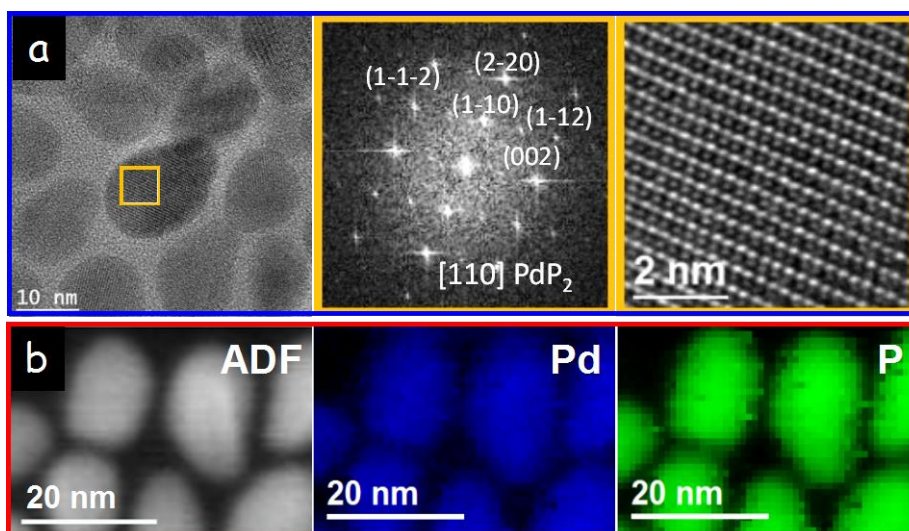 a
(2-20)
(1-1-2)
(1-10)
(1-12)
(002)
[110] PdP₂
10 nm
2 nm
b
ADF
Pd
P
20 nm
20 nm
20 nm